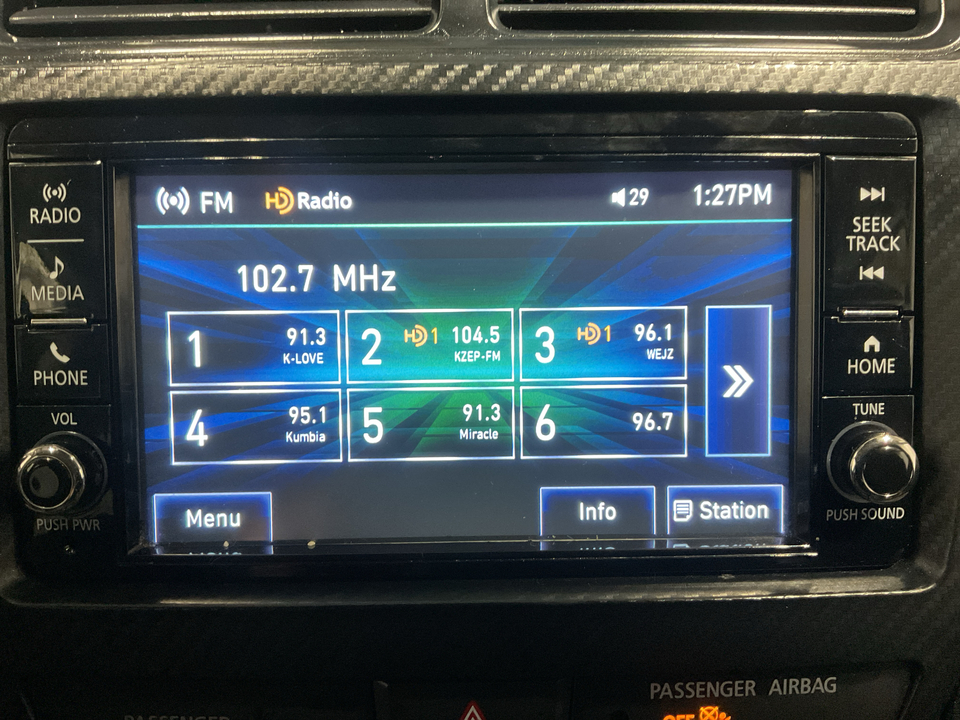 FM HD Radio 29 1:27PM
102.7 MHz
1 91.3 K-LOVE
2 HD1 104.5 KZEP-FM
3 HD1 96.1 WEJZ
4 95.1 Kumbia
5 91.3 Miracle
6 96.7
Menu
Info
Station
RADIO
MEDIA
PHONE
VOL
PUSH PWR
SEEK
TRACK
HOME
TUNE
PUSH SOUND
PASSENGER AIRBAG
PASSENGER
OFF